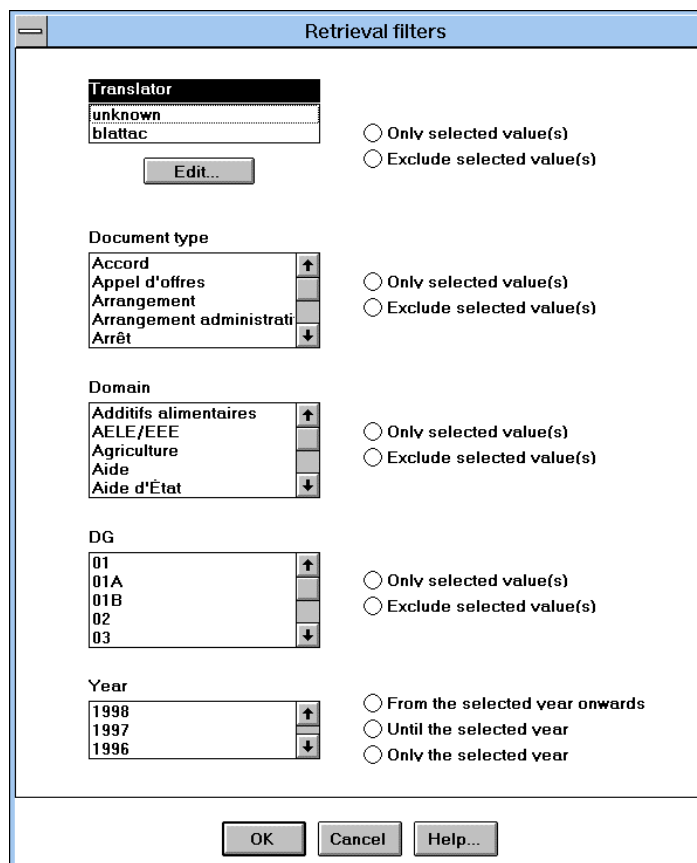 Retrieval filters
Translator
unknown
blattac
Only selected value(s)
Exclude selected value(s)
Edit...
Document type
Accord
Appel d'offres
Arrangement
Arrangement administrati
Arrêt
Only selected value(s)
Exclude selected value(s)
Domain
Additifs alimentaires
AELE/EEE
Agriculture
Aide
Aide d'État
Only selected value(s)
Exclude selected value(s)
DG
01
01A
01B
02
03
Only selected value(s)
Exclude selected value(s)
Year
1998
1997
1996
From the selected year onwards
Until the selected year
Only the selected year
OK
Cancel
Help...